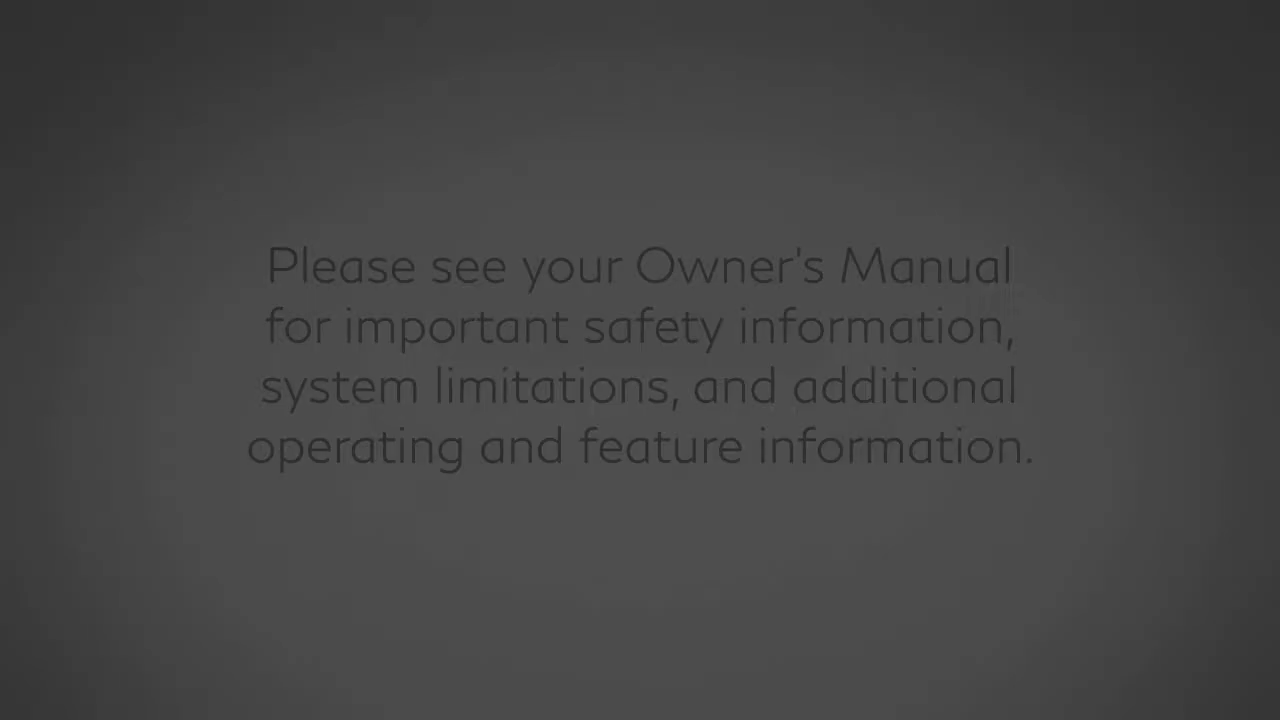 Please see your Owner's Manual
for important safety information,
system limitations, and additional
operating and feature information.